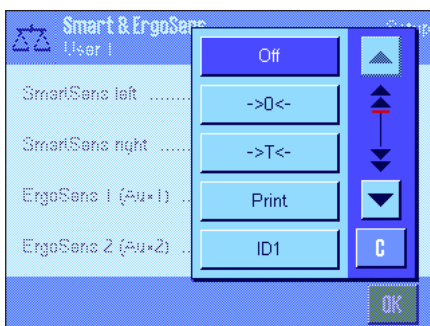 Smart & ErgoSens
User 1
SmartSens left ........
SmartSens right ......
ErgoSens 1 (Aux1) ..
ErgoSens 2 (Aux2) ..
Off
->0<-
->T<-
Print
ID1
C
OK